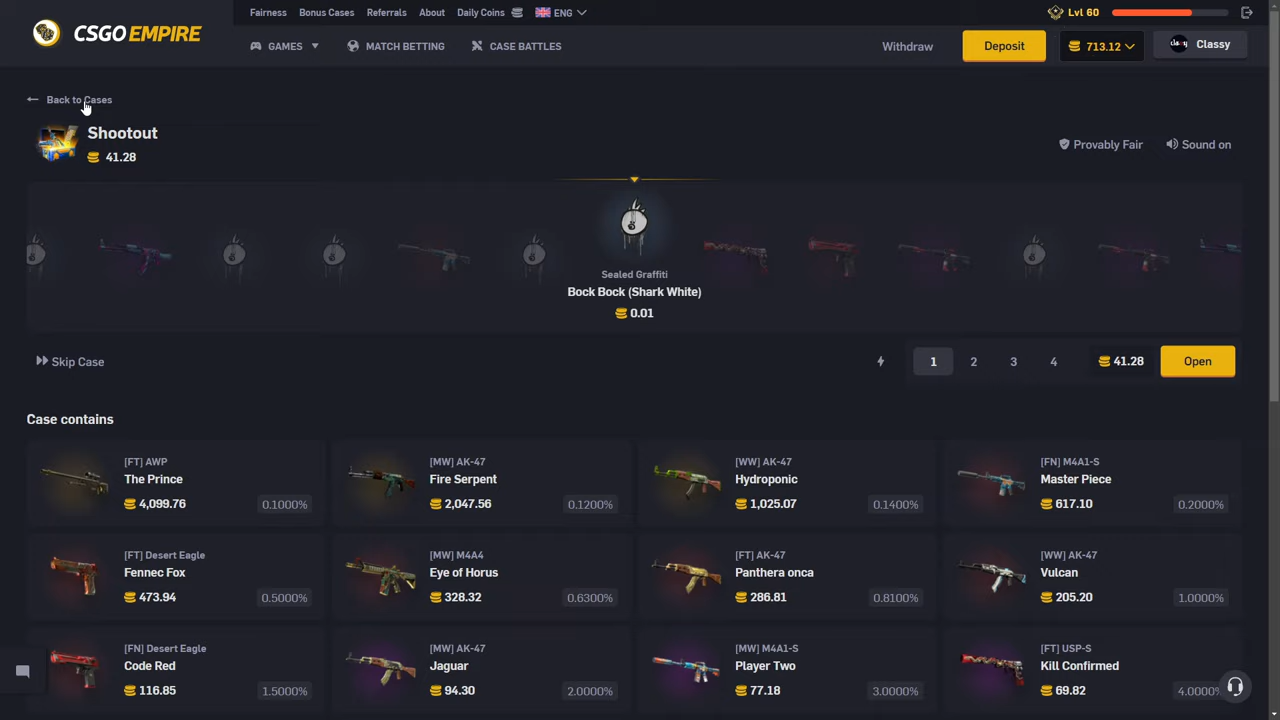 Fairness
Bonus Cases
Referrals
About
Daily Coins
ENG
Lvl 60
CSGOEMPIRE
GAMES
MATCH BETTING
CASE BATTLES
Withdraw
Deposit
713.12
Classy
Back to Cases
Shootout
41.28
Provably Fair
Sound on
Sealed Graffiti
Bock Bock (Shark White)
0.01
Skip Case
1
2
3
4
41.28
Open
Case contains
[FT] AWP
The Prince
4,099.76
0.1000%
[MW] AK-47
Fire Serpent
2,047.56
0.1200%
[WW] AK-47
Hydroponic
1,025.07
0.1400%
[FN] M4A1-S
Master Piece
617.10
0.2000%
[FT] Desert Eagle
Fennec Fox
473.94
0.5000%
[MW] M4A4
Eye of Horus
328.32
0.6300%
[FT] AK-47
Panthera onca
286.81
0.8100%
[WW] AK-47
Vulcan
205.20
1.0000%
[FN] Desert Eagle
Code Red
116.85
1.5000%
[MW] AK-47
Jaguar
94.30
2.0000%
[MW] M4A1-S
Player Two
77.18
3.0000%
[FT] USP-S
Kill Confirmed
69.82
4.0000%